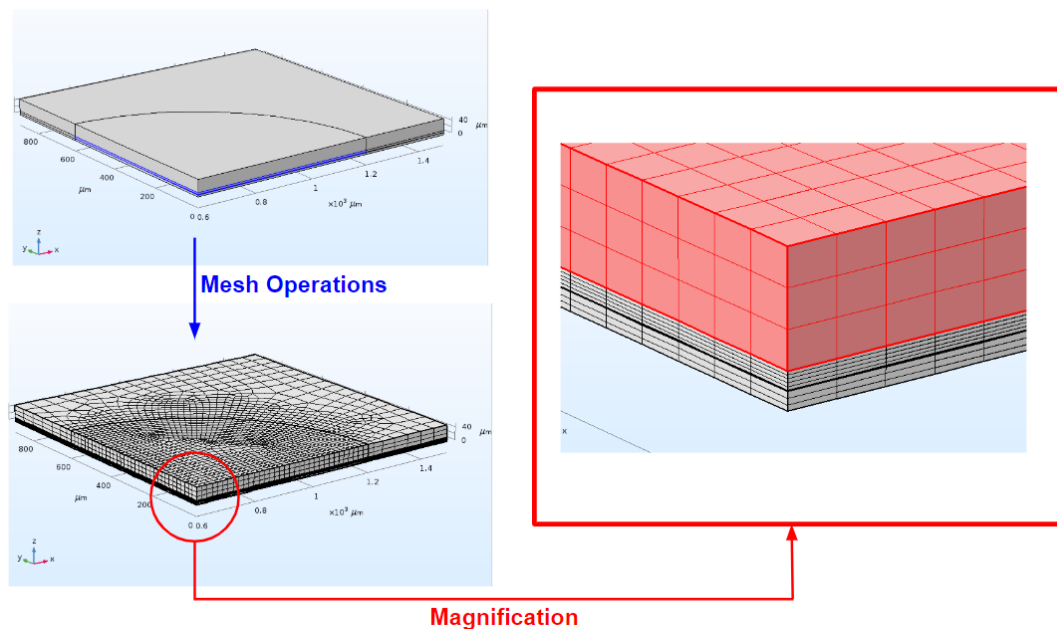 40 μm
0
800
600
400
200
μm
0 0.6
0.8
1
1.2
1.4
×10³ μm
z
y x
Mesh Operations
40 μm
0
800
600
400
200
μm
0 0.6
0.8
1
1.2
1.4
×10³ μm
z
y x
x
Magnification